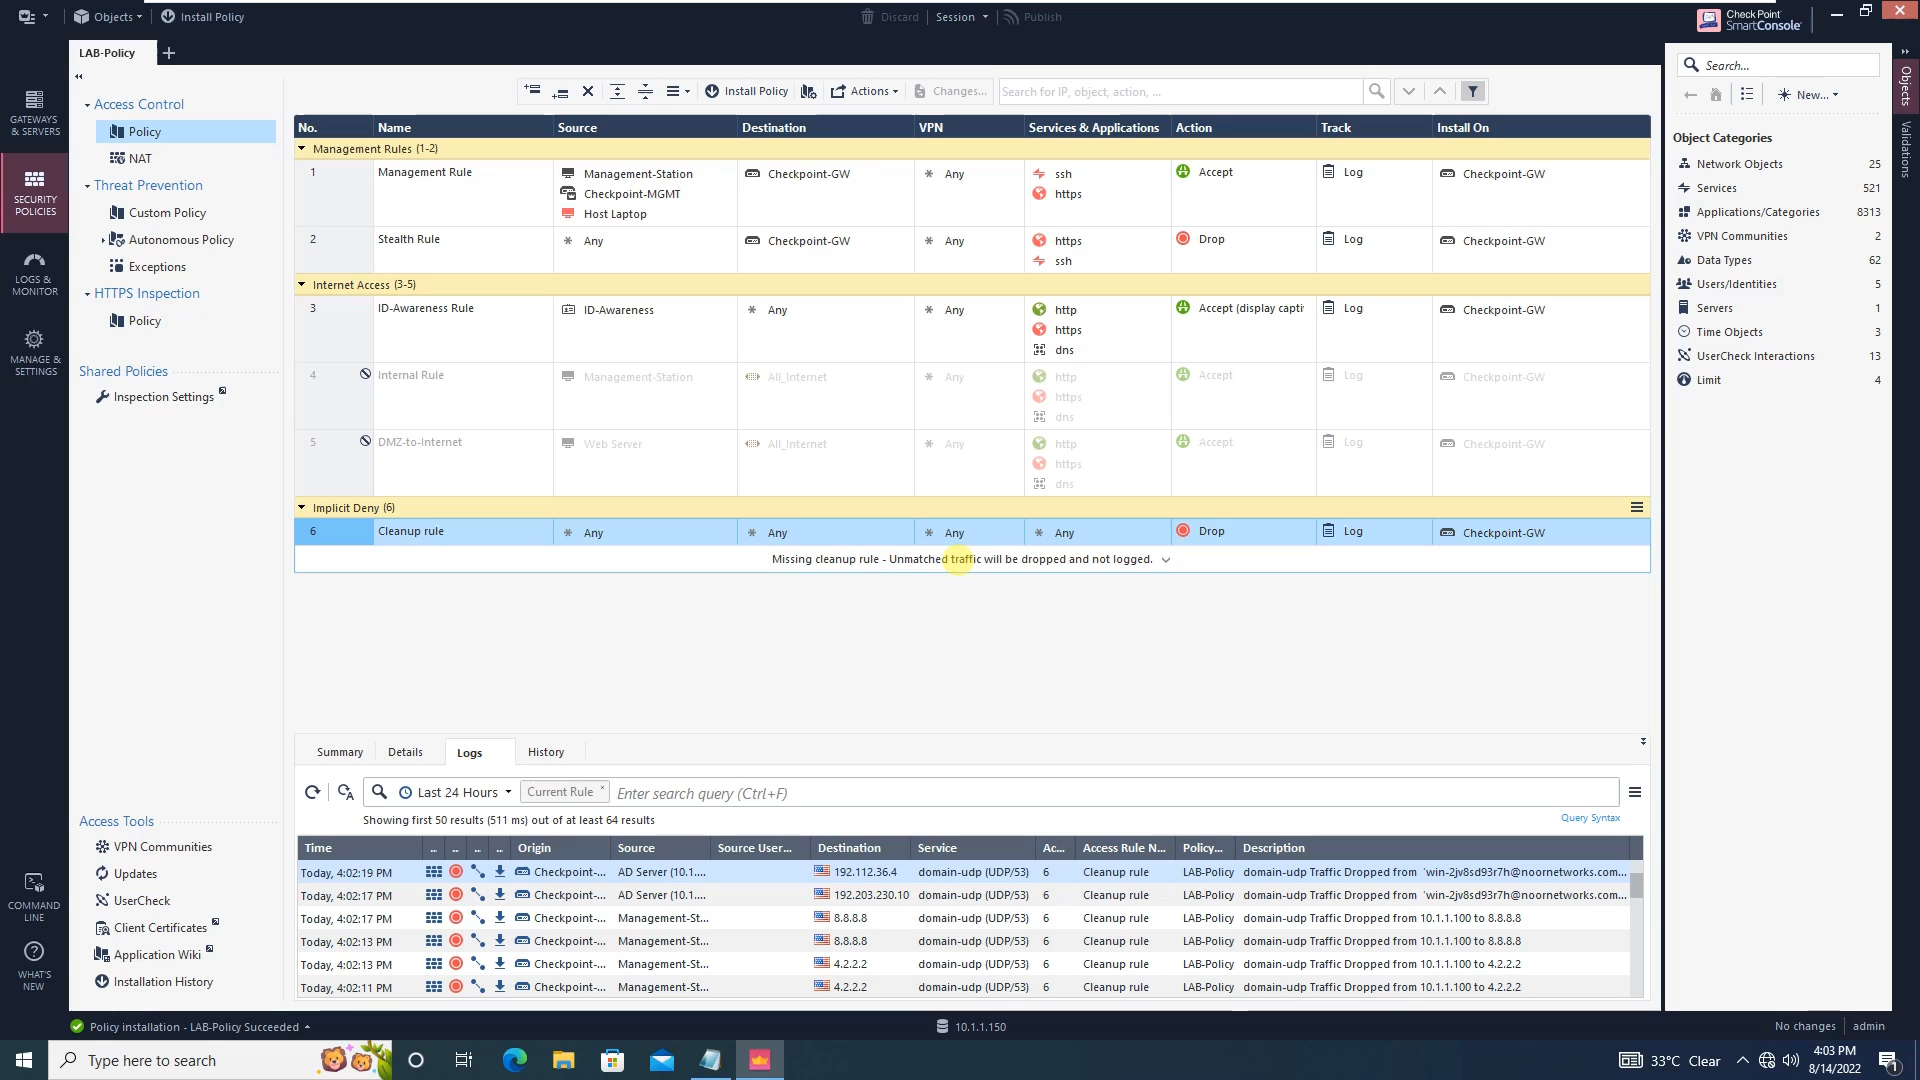 Objects
Install Policy
Discard
Session
Publish
Check Point
SmartConsole
LAB-Policy
GATEWAYS
& SERVERS
SECURITY
POLICIES
LOGS &
MONITOR
MANAGE &
SETTINGS
COMMAND
LINE
WHAT'S
NEW
Access Control
Policy
NAT
Threat Prevention
Custom Policy
Autonomous Policy
Exceptions
HTTPS Inspection
Policy
Shared Policies
Inspection Settings
Access Tools
VPN Communities
Updates
UserCheck
Client Certificates
Application Wiki
Installation History
Install Policy
Actions
Changes...
Search for IP, object, action, ...
No. Name Source Destination VPN Services & Applications Action Track Install On
Management Rules (1-2)
1 Management Rule Management-Station Checkpoint-GW * Any ssh Accept Log Checkpoint-GW
Checkpoint-MGMT https
Host Laptop
2 Stealth Rule * Any Checkpoint-GW * Any https Drop Log Checkpoint-GW
ssh
Internet Access (3-5)
3 ID-Awareness Rule ID-Awareness * Any * Any http Accept (display capti Log Checkpoint-GW
https
dns
4 Internal Rule Management-Station All_Internet * Any http Accept Log Checkpoint-GW
https
dns
5 DMZ-to-Internet Web Server All_Internet * Any http Accept Log Checkpoint-GW
https
dns
Implicit Deny (6)
6 Cleanup rule * Any * Any * Any * Any Drop Log Checkpoint-GW
Missing cleanup rule - Unmatched traffic will be dropped and not logged.
Summary Details Logs History
Last 24 Hours Current Rule Enter search query (Ctrl+F)
Showing first 50 results (511 ms) out of at least 64 results
Query Syntax
Time ... ... ... ... Origin Source Source User... Destination Service Ac... Access Rule N... Policy... Description
Today, 4:02:19 PM Checkpoint-... AD Server (10.1.... 192.112.36.4 domain-udp (UDP/53) 6 Cleanup rule LAB-Policy domain-udp Traffic Dropped from 'win-2jv8sd93r7h@noornetworks.com...
Today, 4:02:17 PM Checkpoint-... AD Server (10.1.... 192.203.230.10 domain-udp (UDP/53) 6 Cleanup rule LAB-Policy domain-udp Traffic Dropped from 'win-2jv8sd93r7h@noornetworks.com...
Today, 4:02:17 PM Checkpoint-... Management-St... 8.8.8.8 domain-udp (UDP/53) 6 Cleanup rule LAB-Policy domain-udp Traffic Dropped from 10.1.1.100 to 8.8.8.8
Today, 4:02:13 PM Checkpoint-... Management-St... 8.8.8.8 domain-udp (UDP/53) 6 Cleanup rule LAB-Policy domain-udp Traffic Dropped from 10.1.1.100 to 8.8.8.8
Today, 4:02:13 PM Checkpoint-... Management-St... 4.2.2.2 domain-udp (UDP/53) 6 Cleanup rule LAB-Policy domain-udp Traffic Dropped from 10.1.1.100 to 4.2.2.2
Today, 4:02:11 PM Checkpoint-... Management-St... 4.2.2.2 domain-udp (UDP/53) 6 Cleanup rule LAB-Policy domain-udp Traffic Dropped from 10.1.1.100 to 4.2.2.2
Search...
New...
Object Categories
Network Objects 25
Services 521
Applications/Categories 8313
VPN Communities 2
Data Types 62
Users/Identities 5
Servers 1
Time Objects 3
UserCheck Interactions 13
Limit 4
Objects
Validations
Policy installation - LAB-Policy Succeeded
10.1.1.150
No changes
admin
Type here to search
33°C Clear
4:03 PM
8/14/2022
1